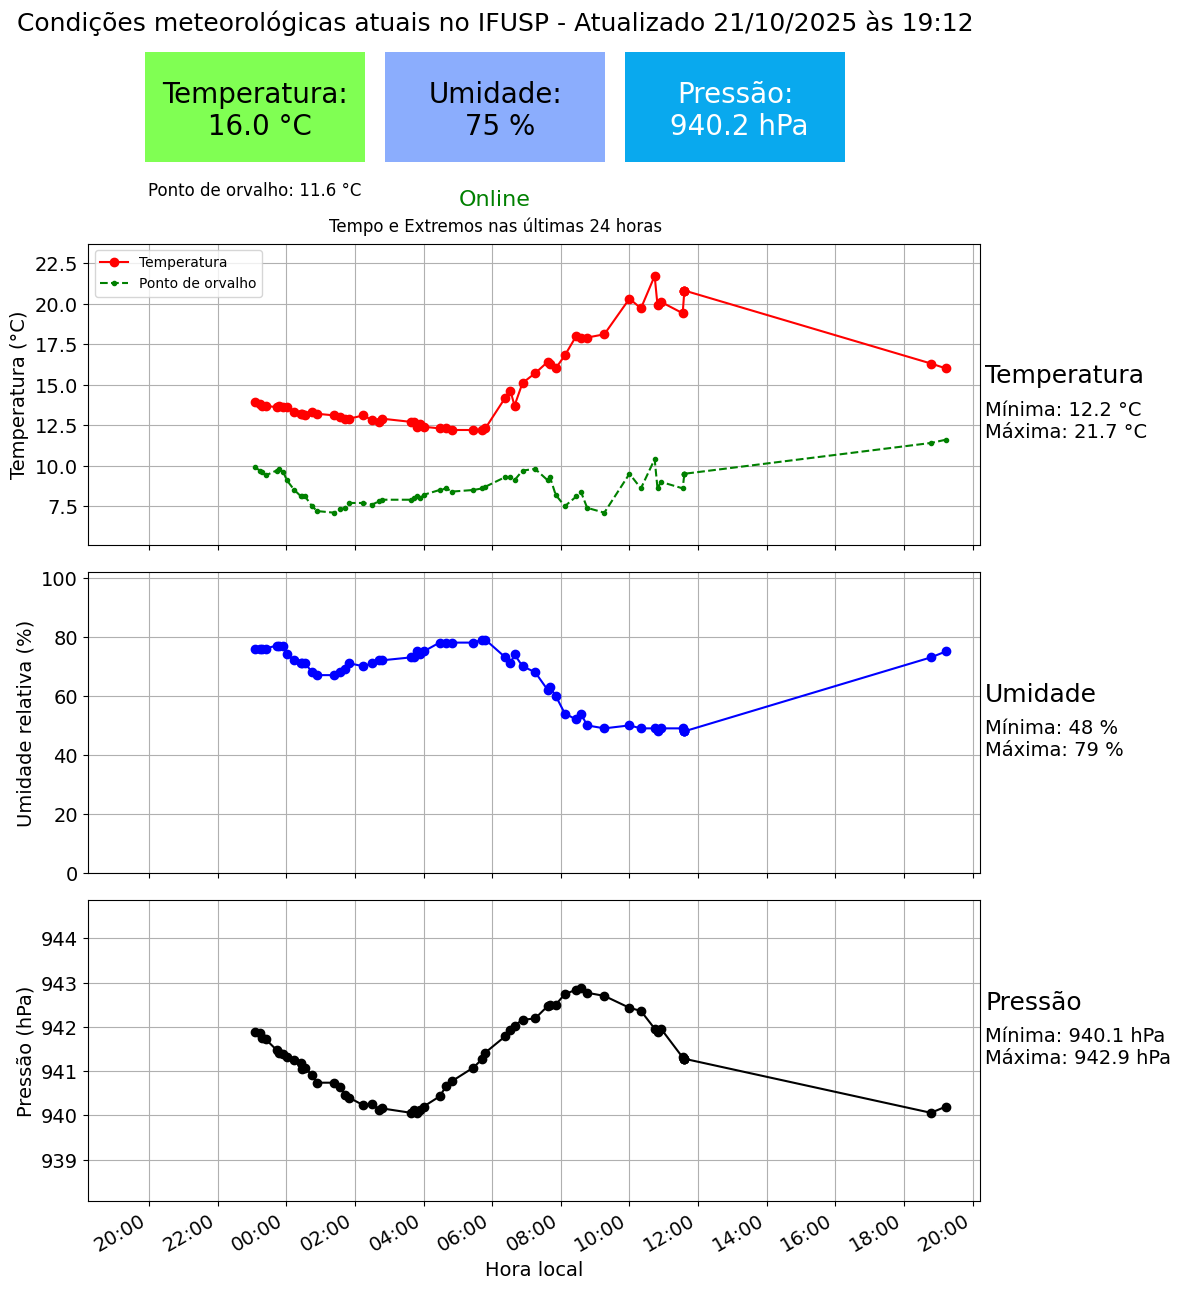 Condições meteorológicas atuais no IFUSP - Atualizado 21/10/2025 às 19:12
Temperatura:
16.0 °C
Umidade:
75 %
Pressão:
940.2 hPa
Ponto de orvalho: 11.6 °C
Online
Tempo e Extremos nas últimas 24 horas
Temperatura
Ponto de orvalho
Temperatura (°C)
22.5
20.0
17.5
15.0
12.5
10.0
7.5
Temperatura
Mínima: 12.2 °C
Máxima: 21.7 °C
Umidade relativa (%)
100
80
60
40
20
0
Umidade
Mínima: 48 %
Máxima: 79 %
Pressão (hPa)
944
943
942
941
940
939
Pressão
Mínima: 940.1 hPa
Máxima: 942.9 hPa
20:00 22:00 00:00 02:00 04:00 06:00 08:00 10:00 12:00 14:00 16:00 18:00 20:00
Hora local